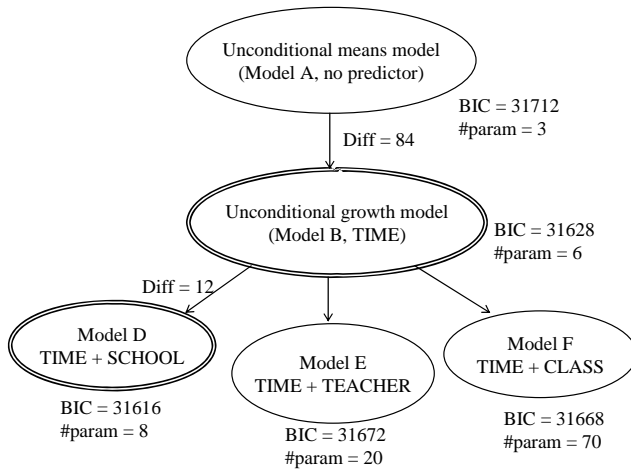 Unconditional means model
(Model A, no predictor)
BIC = 31712
#param = 3
Diff = 84
Unconditional growth model
(Model B, TIME)
BIC = 31628
#param = 6
Diff = 12
Model D
TIME + SCHOOL
BIC = 31616
#param = 8
Model E
TIME + TEACHER
BIC = 31672
#param = 20
Model F
TIME + CLASS
BIC = 31668
#param = 70